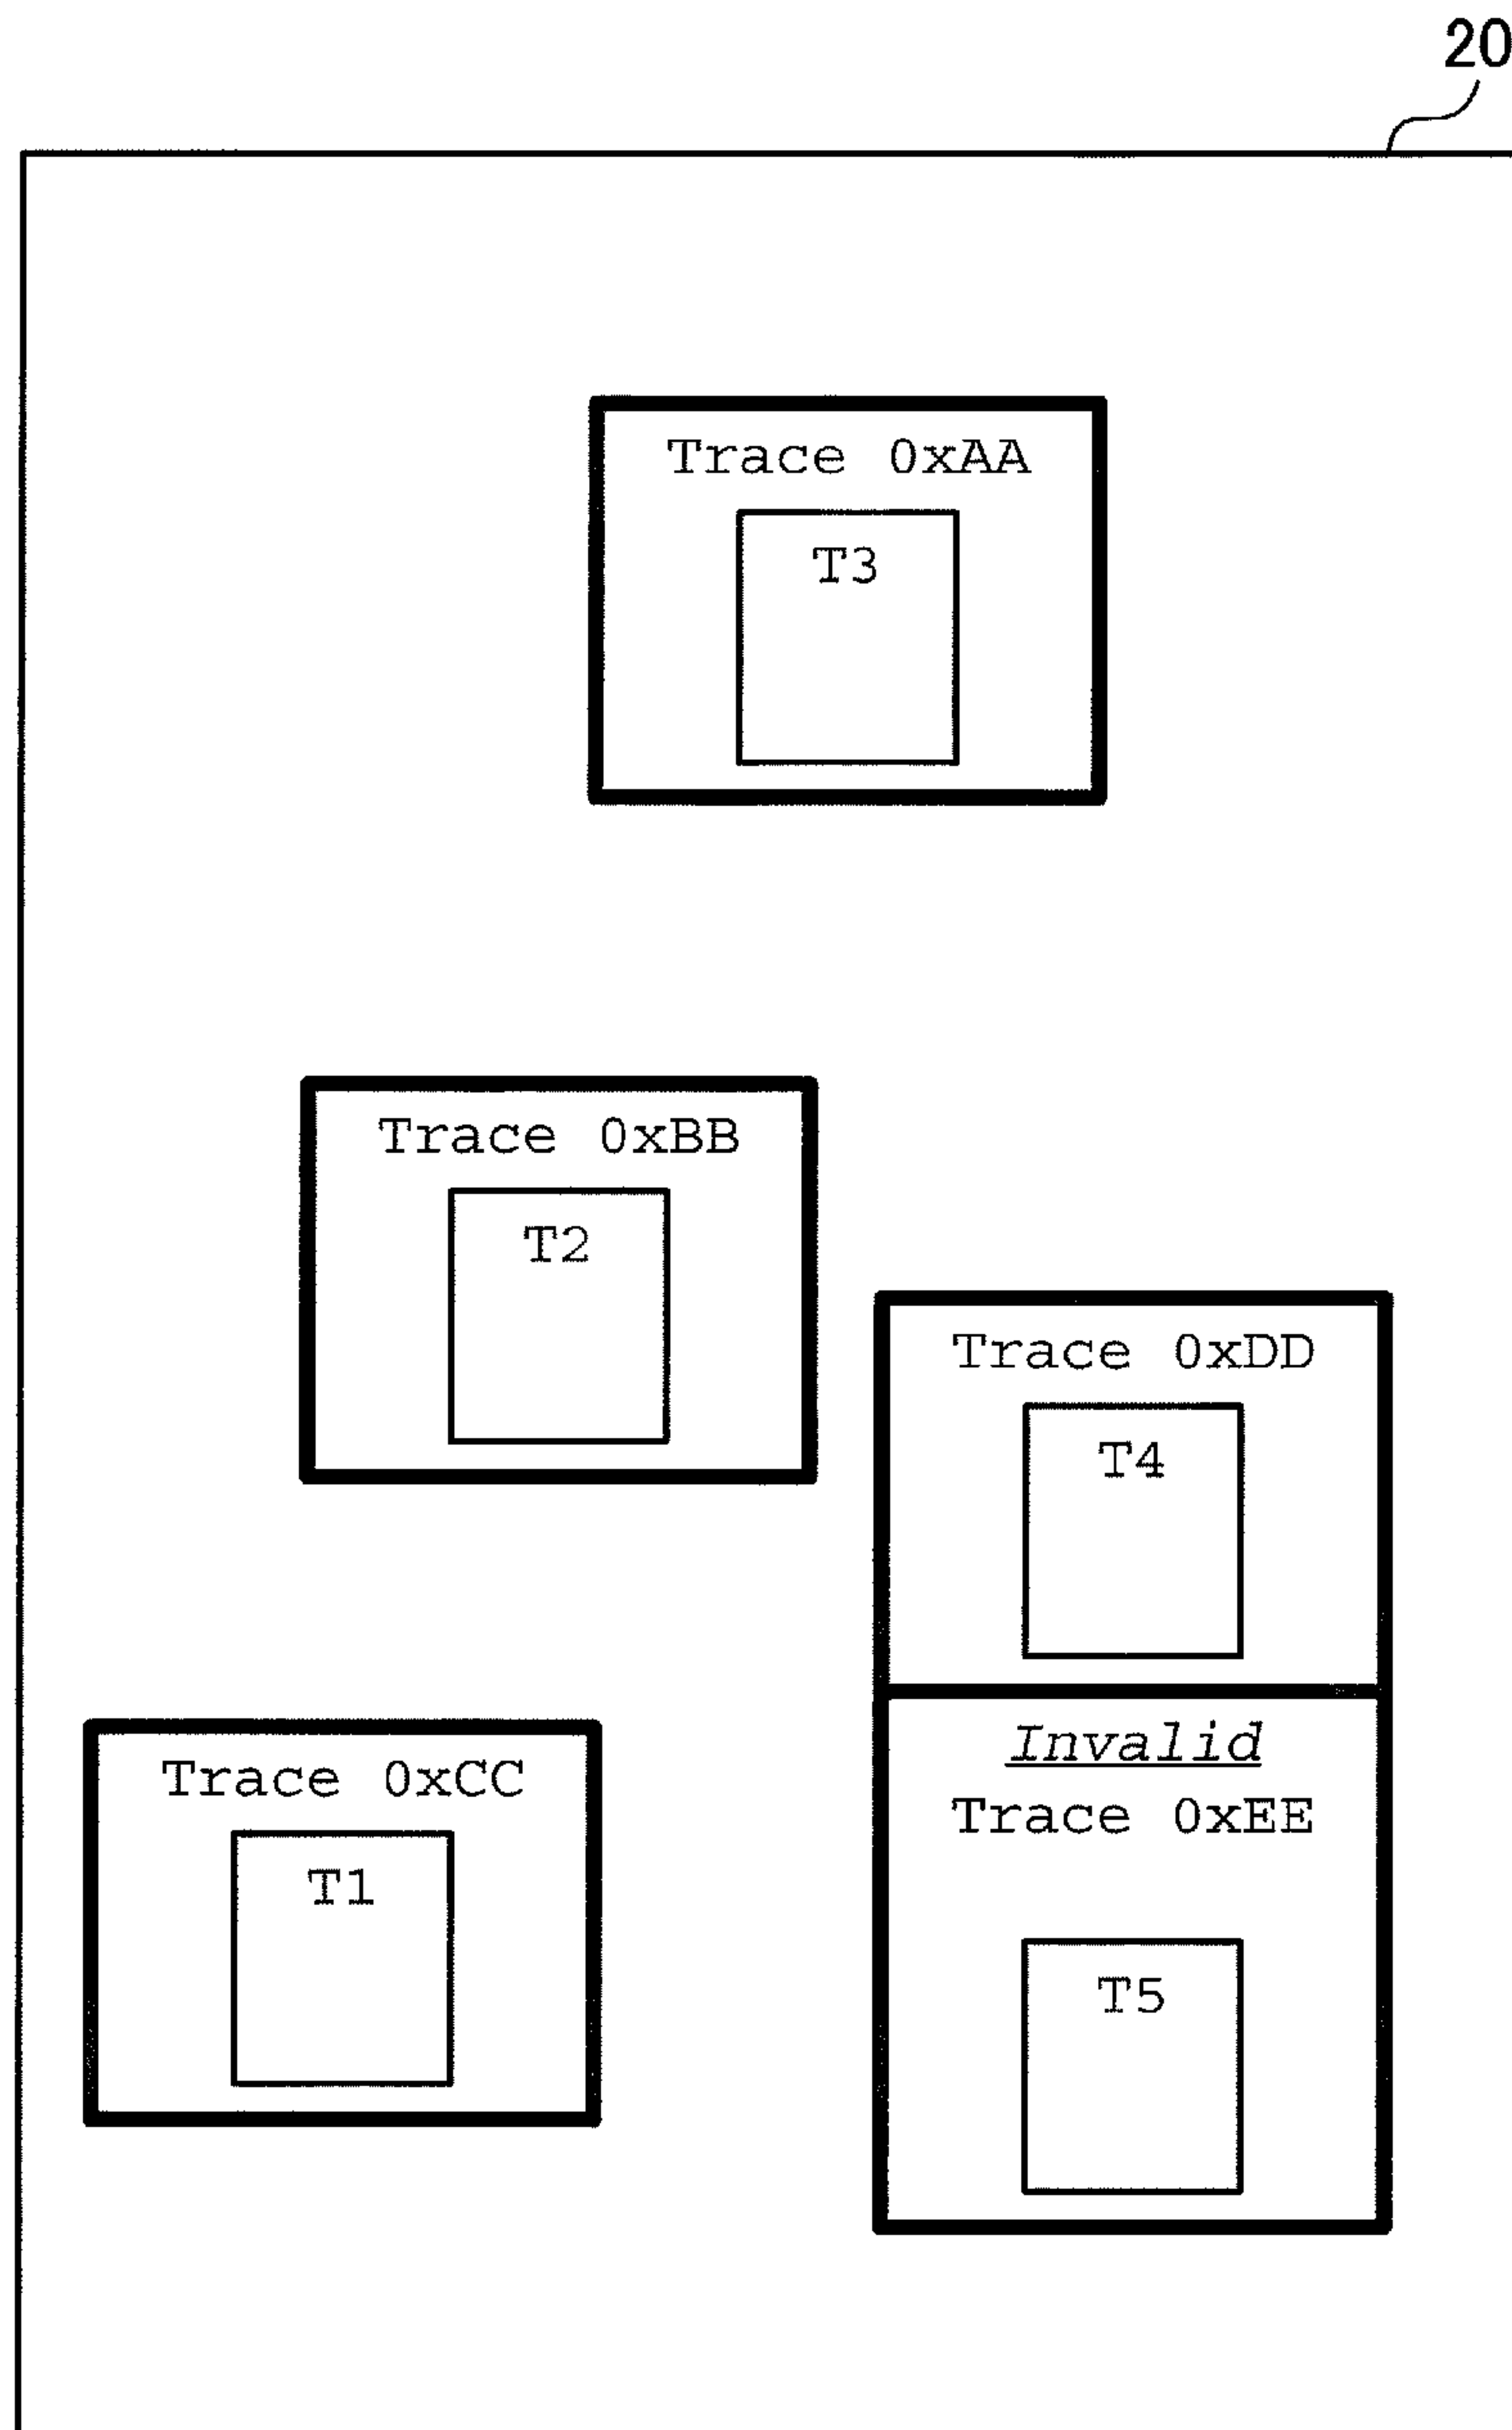 20
Trace 0xAA
T3
Trace 0xBB
T2
Trace 0xDD
T4
Invalid
Trace 0xEE
T5
Trace 0xCC
T1